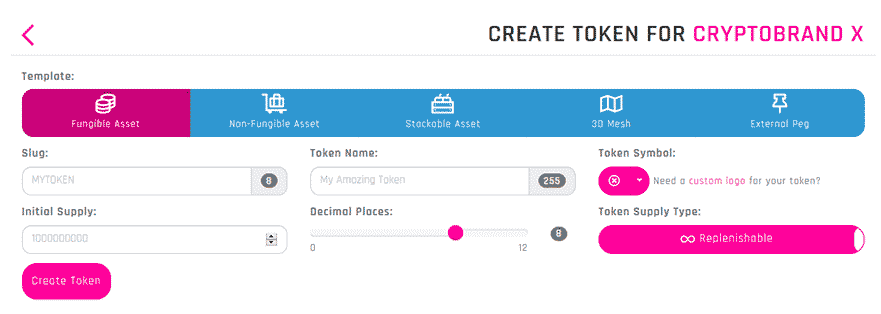 CREATE TOKEN FOR CRYPTOBRAND X
Template:
Fungible Asset Non-Fungible Asset Stackable Asset 3D Mesh External Peg
Slug: Token Name: Token Symbol:
MYTOKEN 8 My Amazing Token 255 Need a custom logo for your token?
Initial Supply: Decimal Places: Token Supply Type:
1000000000 8 Replenishable
0 12
Create Token